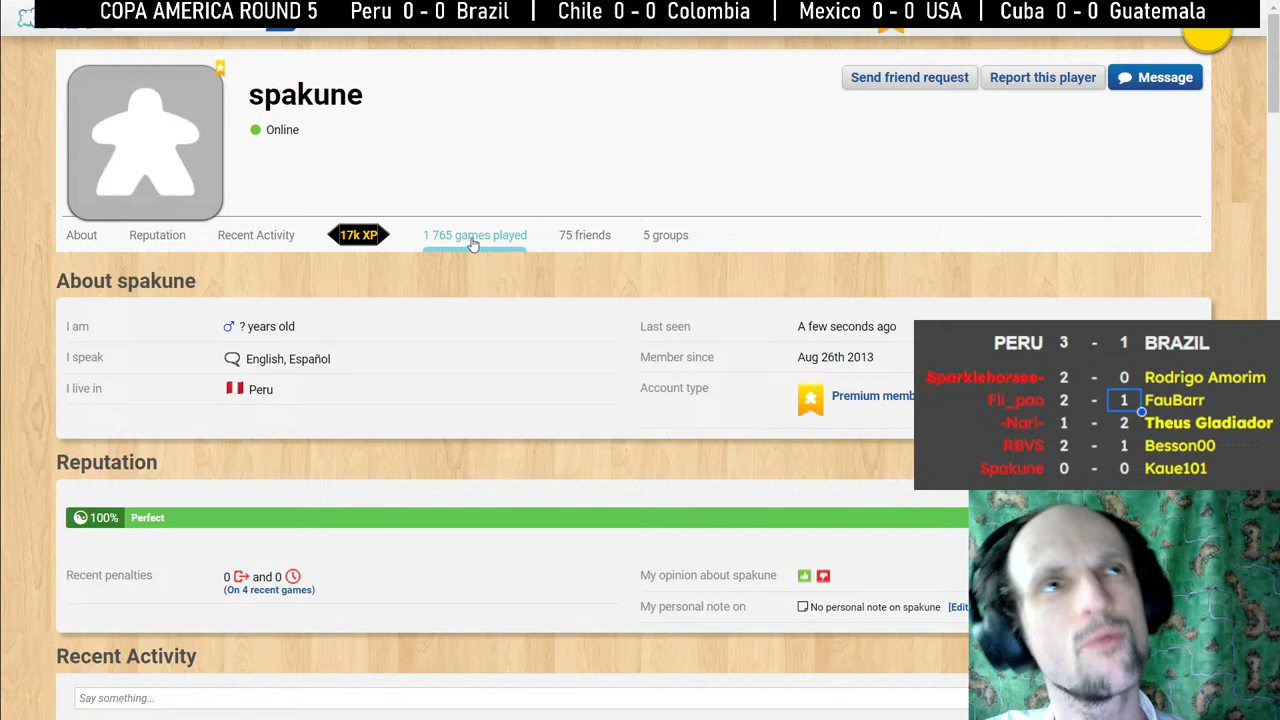 COPA AMERICA ROUND 5 Peru 0 - 0 Brazil | Chile 0 - 0 Colombia | Mexico 0 - 0 USA | Cuba 0 - 0 Guatemala
spakune
Online
Send friend request
Report this player
Message
About
Reputation
Recent Activity
17k XP
1 765 games played
75 friends
5 groups
About spakune
I am
? years old
I speak
English, Español
I live in
Peru
Last seen
A few seconds ago
Member since
Aug 26th 2013
Account type
Premium memb
PERU 3 - 1 BRAZIL
Sparklehorsee- 2 - 0 Rodrigo Amorim
Fli_pao 2 - 1 FauBarr
-Nari- 1 - 2 Theus Gladiador
RBVS 2 - 1 Besson00
Spakune 0 - 0 Kaue101
Reputation
100% Perfect
Recent penalties
0 and 0
(On 4 recent games)
My opinion about spakune
My personal note on
No personal note on spakune [Edit
Recent Activity
Say something...